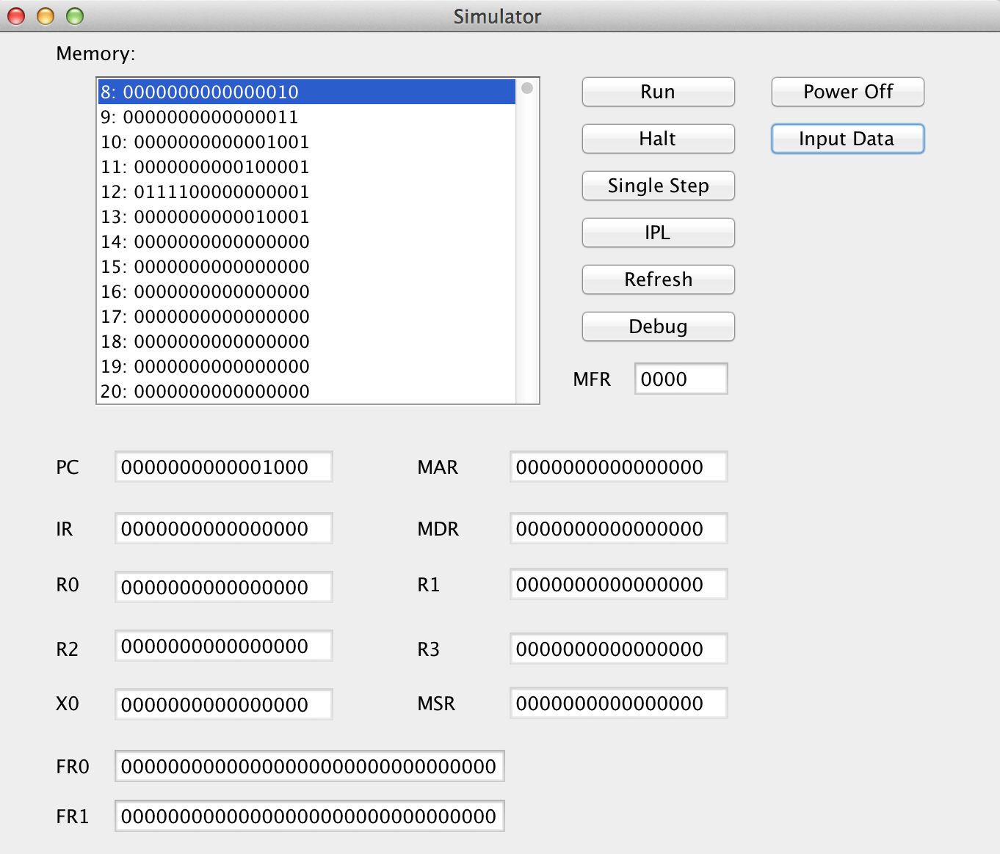 Simulator
Memory:
8: 0000000000000010
9: 0000000000000011
10: 0000000000001001
11: 0000000000100001
12: 0111100000000001
13: 0000000000010001
14: 0000000000000000
15: 0000000000000000
16: 0000000000000000
17: 0000000000000000
18: 0000000000000000
19: 0000000000000000
20: 0000000000000000
Run
Power Off
Halt
Input Data
Single Step
IPL
Refresh
Debug
MFR 0000
PC 0000000000001000 MAR 0000000000000000
IR 0000000000000000 MDR 0000000000000000
R0 0000000000000000 R1 0000000000000000
R2 0000000000000000 R3 0000000000000000
X0 0000000000000000 MSR 0000000000000000
FR0 00000000000000000000000000000000
FR1 00000000000000000000000000000000